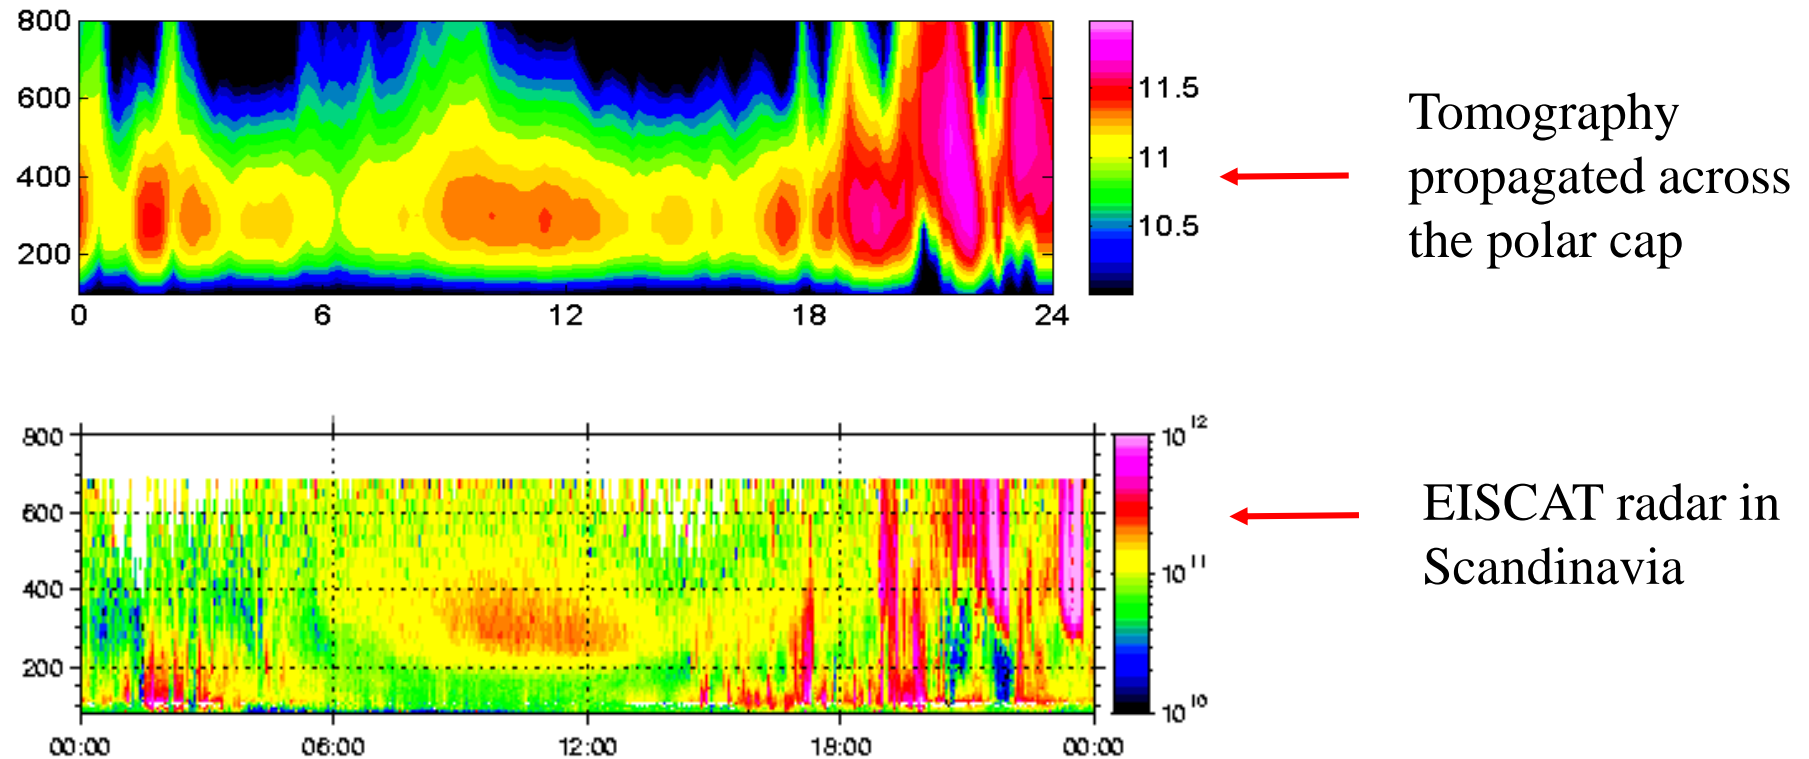 800
600
400
200
0 6 12 18 24
11.5
11
10.5
Tomography
propagated across
the polar cap
800
600
400
200
00:00 06:00 12:00 18:00 00:00
10¹²
10¹¹
10¹⁰
EISCAT radar in
Scandinavia